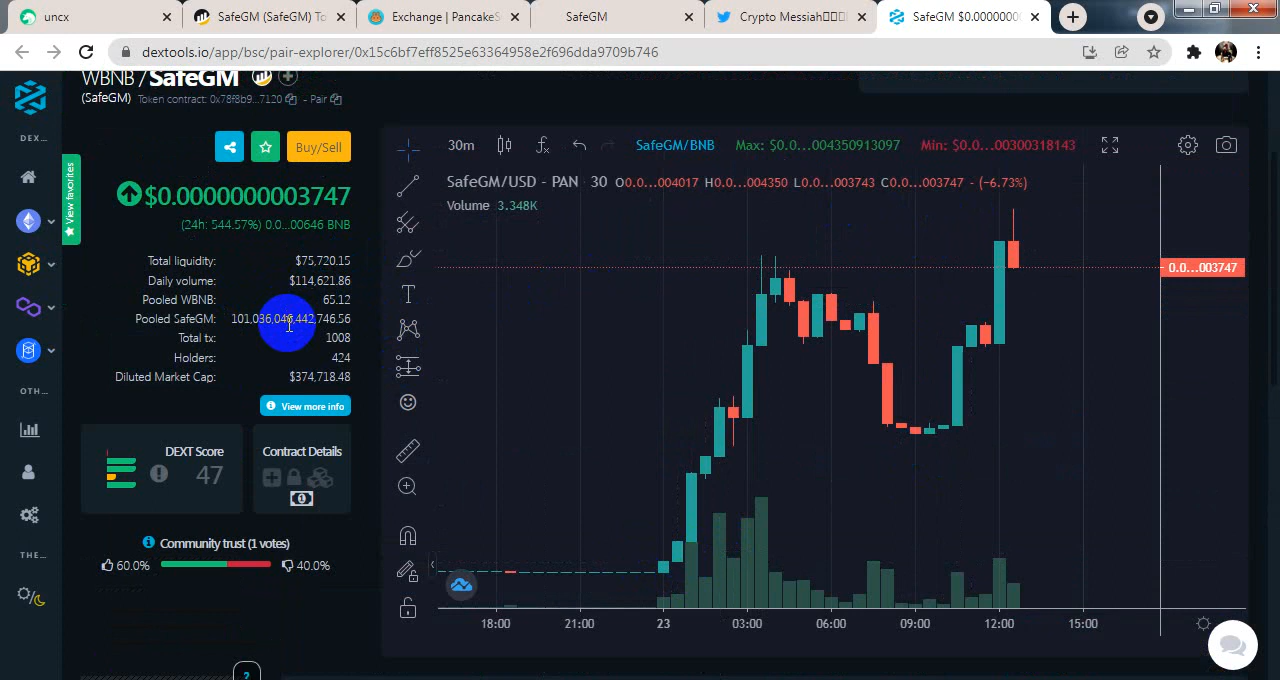 uncx
SafeGM (SafeGM) To
Exchange | PancakeS
SafeGM
Crypto Messiah
SafeGM $0.0000000
dextools.io/app/bsc/pair-explorer/0x15c6bf7eff8525e63364958e2f696dda9709b746
WBNB / SafeGM
(SafeGM) Token contract: 0x78f8b9...7120 - Pair
DEX...
View favorites
Buy/Sell
$0.0000000003747
(24h: 544.57%) 0.0...00646 BNB
Total liquidity: $75,720.15
Daily volume: $114,621.86
Pooled WBNB: 65.12
Pooled SafeGM: 101,036,046,442,746.56
Total tx: 1008
Holders: 424
Diluted Market Cap: $374,718.48
View more info
OTH...
DEXT Score
47
Contract Details
Community trust (1 votes)
60.0% 40.0%
THE...
30m SafeGM/BNB Max: $0.0...004350913097 Min: $0.0...00300318143
SafeGM/USD - PAN · 30 O0.0...004017 H0.0...004350 L0.0...003743 C0.0...003747 - (−6.73%)
Volume 3.348K
0.0...003747
18:00 21:00 23 03:00 06:00 09:00 12:00 15:00
?